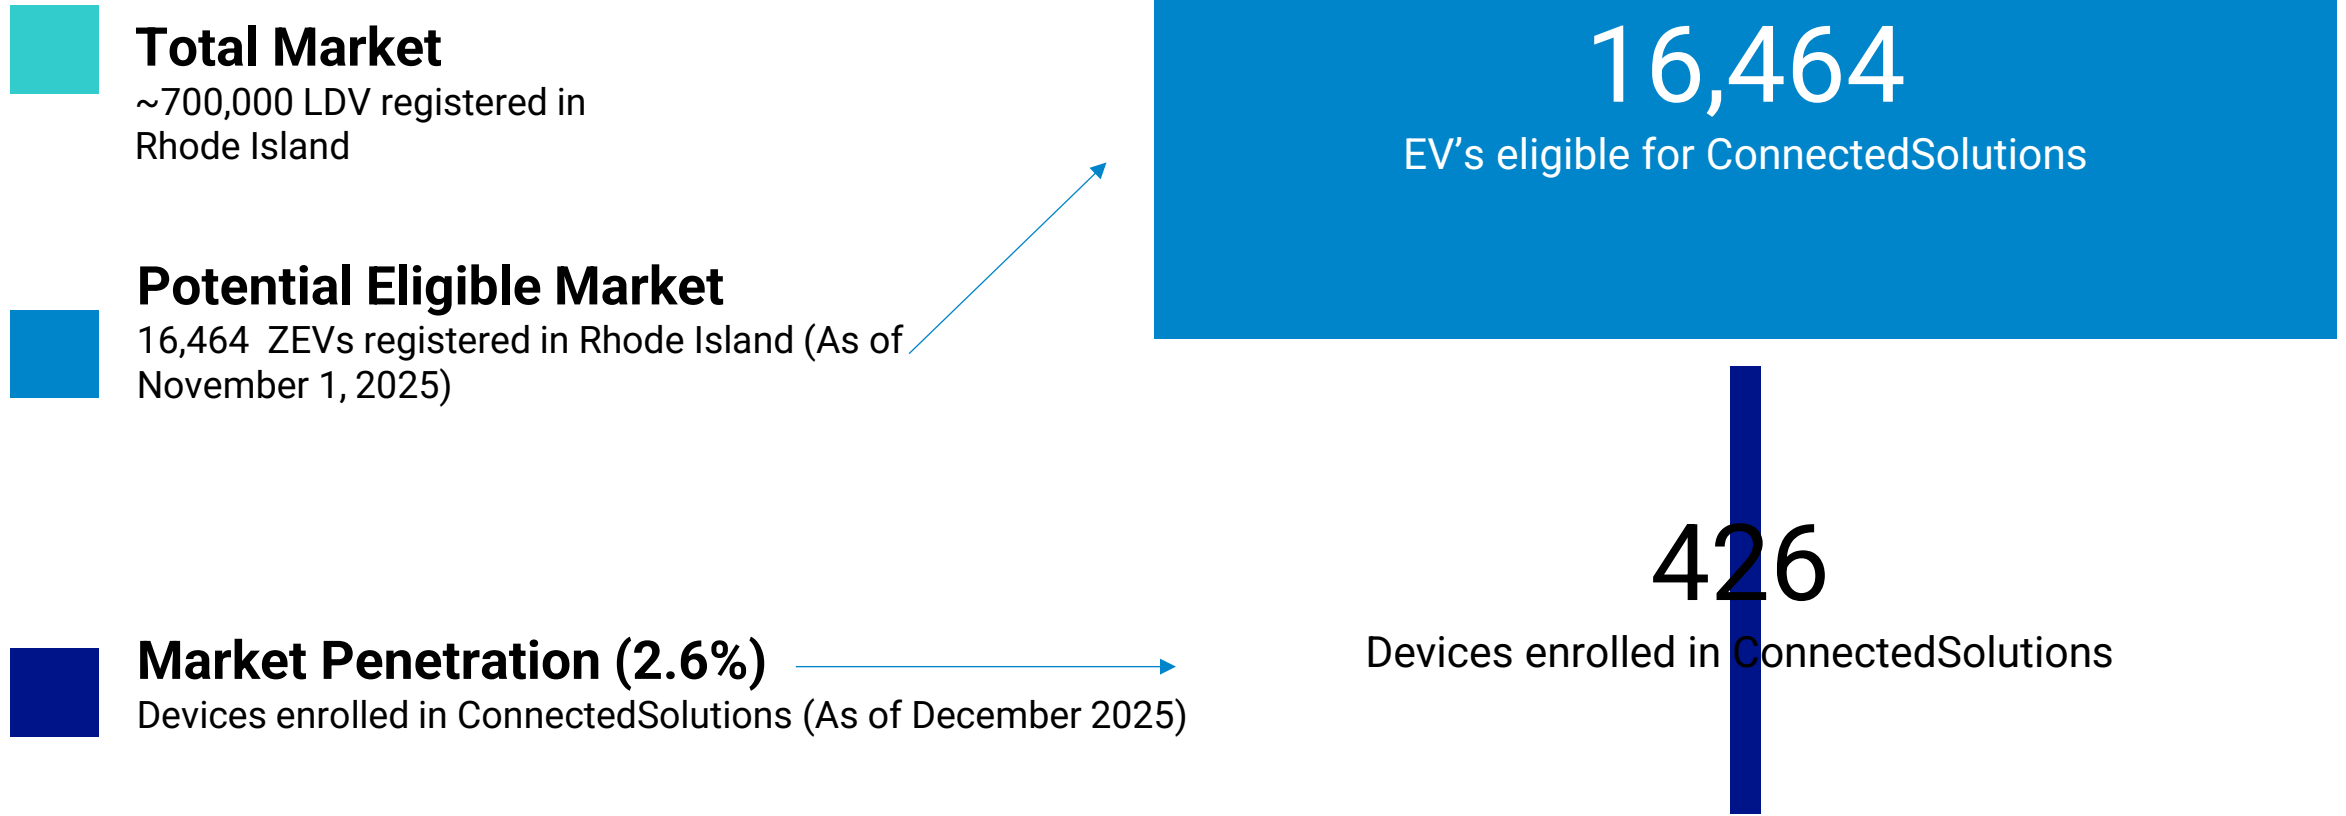 Total Market
~700,000 LDV registered in
Rhode Island
Potential Eligible Market
16,464  ZEVs registered in Rhode Island (As of
November 1, 2025)
Market Penetration (2.6%)
Devices enrolled in ConnectedSolutions (As of December 2025)
16,464
EV’s eligible for ConnectedSolutions
426
Devices enrolled in ConnectedSolutions